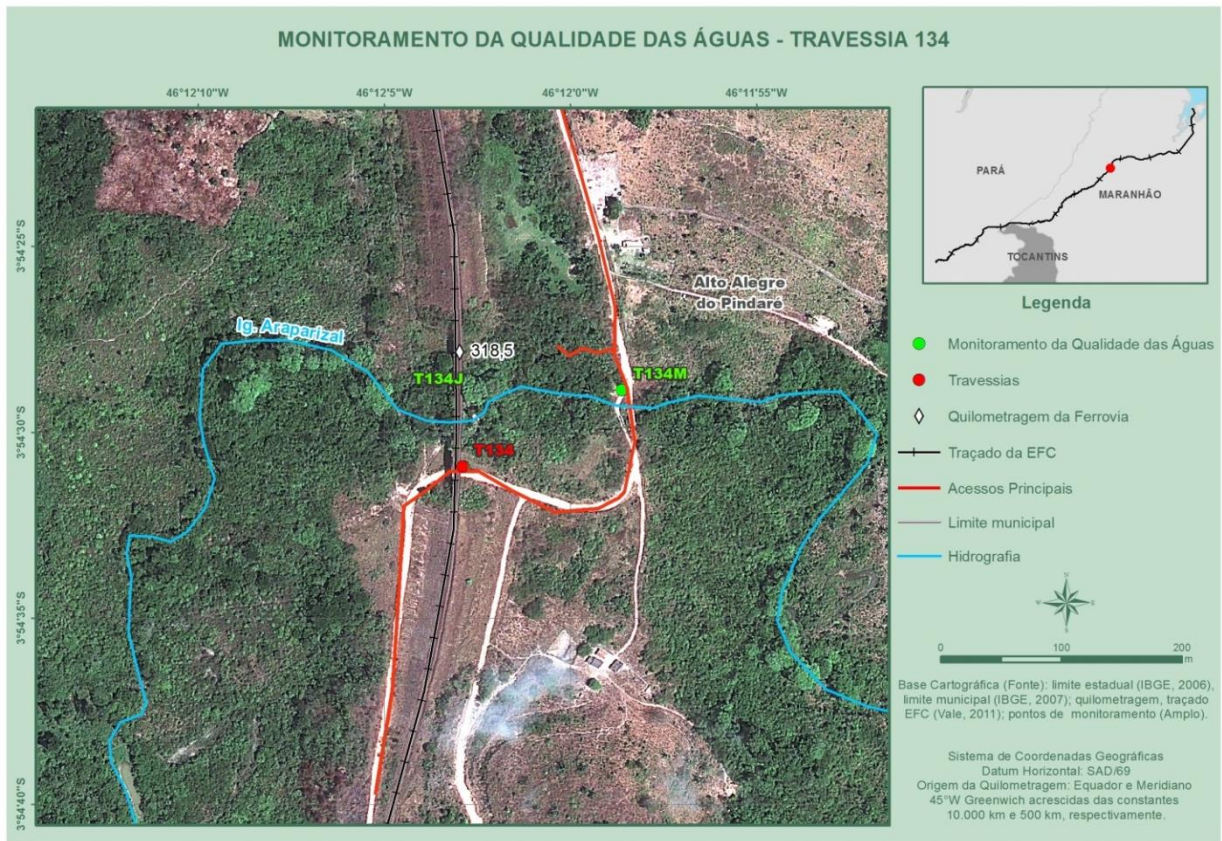 MONITORAMENTO DA QUALIDADE DAS ÁGUAS - TRAVESSIA 134
46°12'10"W
46°12'5"W
46°12'0"W
46°11'55"W
3°54'25"S
3°54'30"S
3°54'35"S
3°54'40"S
Alto Alegre
do Pindaré
Ig. Araparizal
318,5
T134J
T134M
T134
PARÁ
MARANHÃO
TOCANTINS
Legenda
Monitoramento da Qualidade das Águas
Travessias
Quilometragem da Ferrovia
Traçado da EFC
Acessos Principais
Limite municipal
Hidrografia
N
S
0
100
200
m
Base Cartográfica (Fonte): limite estadual (IBGE, 2006),
limite municipal (IBGE, 2007); quilometragem, traçado
EFC (Vale, 2011); pontos de monitoramento (Amplo).
Sistema de Coordenadas Geográficas
Datum Horizontal: SAD/69
Origem da Quilometragem: Equador e Meridiano
45°W Greenwich acrescidas das constantes
10.000 km e 500 km, respectivamente.